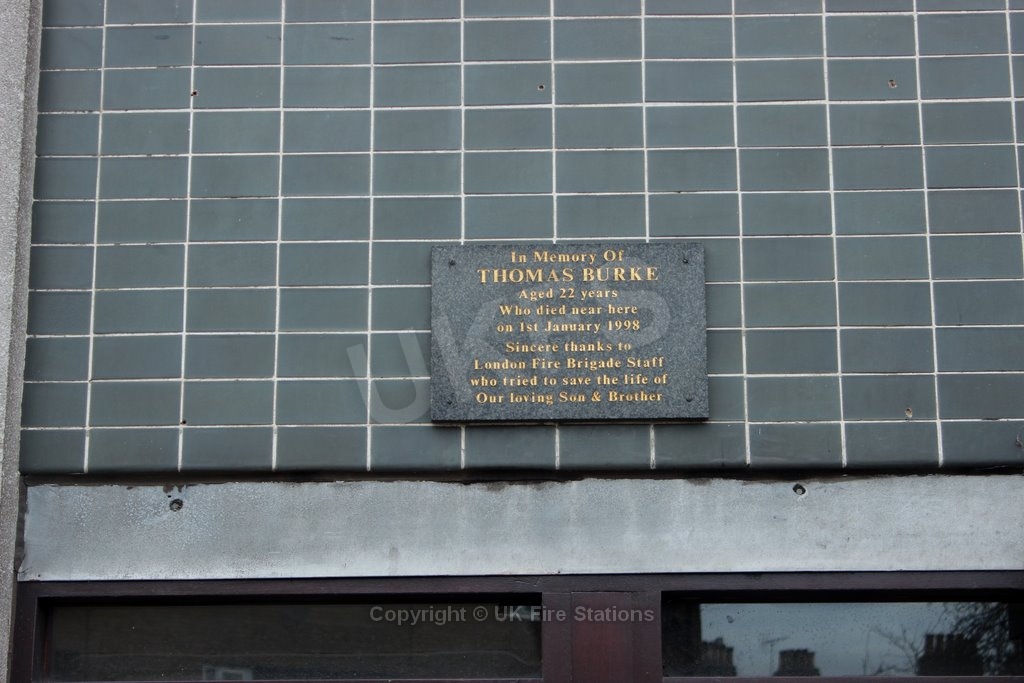 In Memory Of
THOMAS BURKE
Aged 22 years
Who died near here
on 1st January 1998
Sincere thanks to
London Fire Brigade Staff
who tried to save the life of
Our loving Son & Brother
UKFS
Copyright © UK Fire Stations